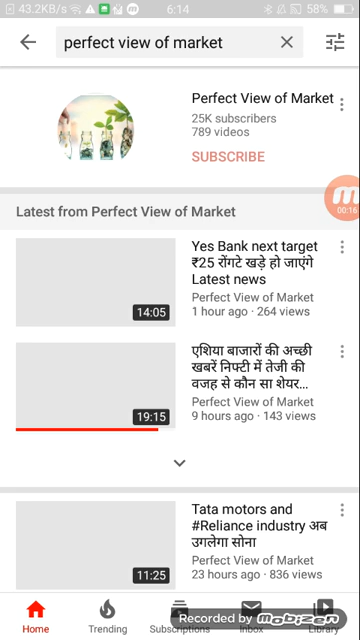 43.2KB/s 6:14 58%
perfect view of market
Perfect View of Market
25K subscribers
789 videos
SUBSCRIBE
00:16
Latest from Perfect View of Market
Yes Bank next target
₹25 रोंगटे खड़े हो जाएंगे
Latest news
Perfect View of Market
1 hour ago · 264 views
14:05
एशिया बाजारों की अच्छी
खबरें निफ्टी में तेजी की
वजह से कौन सा शेयर...
Perfect View of Market
9 hours ago · 143 views
19:15
Tata motors and
#Reliance industry अब
उगलेगा सोना
Perfect View of Market
23 hours ago · 836 views
11:25
Home Trending Subscriptions Inbox Library
Recorded by Mobizen